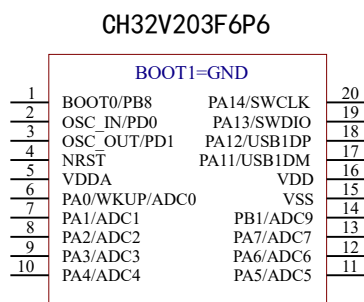 CH32V203F6P6
BOOT1=GND
1 BOOT0/PB8 PA14/SWCLK 20
2 OSC_IN/PD0 PA13/SWDIO 19
3 OSC_OUT/PD1 PA12/USB1DP 18
4 NRST PA11/USB1DM 17
5 VDDA VDD 16
6 PA0/WKUP/ADC0 VSS 15
7 PA1/ADC1 PB1/ADC9 14
8 PA2/ADC2 PA7/ADC7 13
9 PA3/ADC3 PA6/ADC6 12
10 PA4/ADC4 PA5/ADC5 11